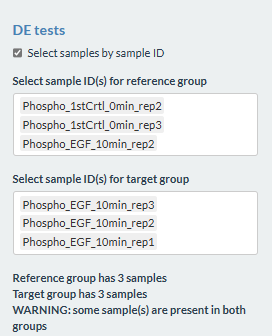 DE tests
Select samples by sample ID
Select sample ID(s) for reference group
Phospho_1stCrtl_0min_rep2
Phospho_1stCrtl_0min_rep3
Phospho_EGF_10min_rep2
Select sample ID(s) for target group
Phospho_EGF_10min_rep3
Phospho_EGF_10min_rep2
Phospho_EGF_10min_rep1
Reference group has 3 samples
Target group has 3 samples
WARNING: some sample(s) are present in both
groups